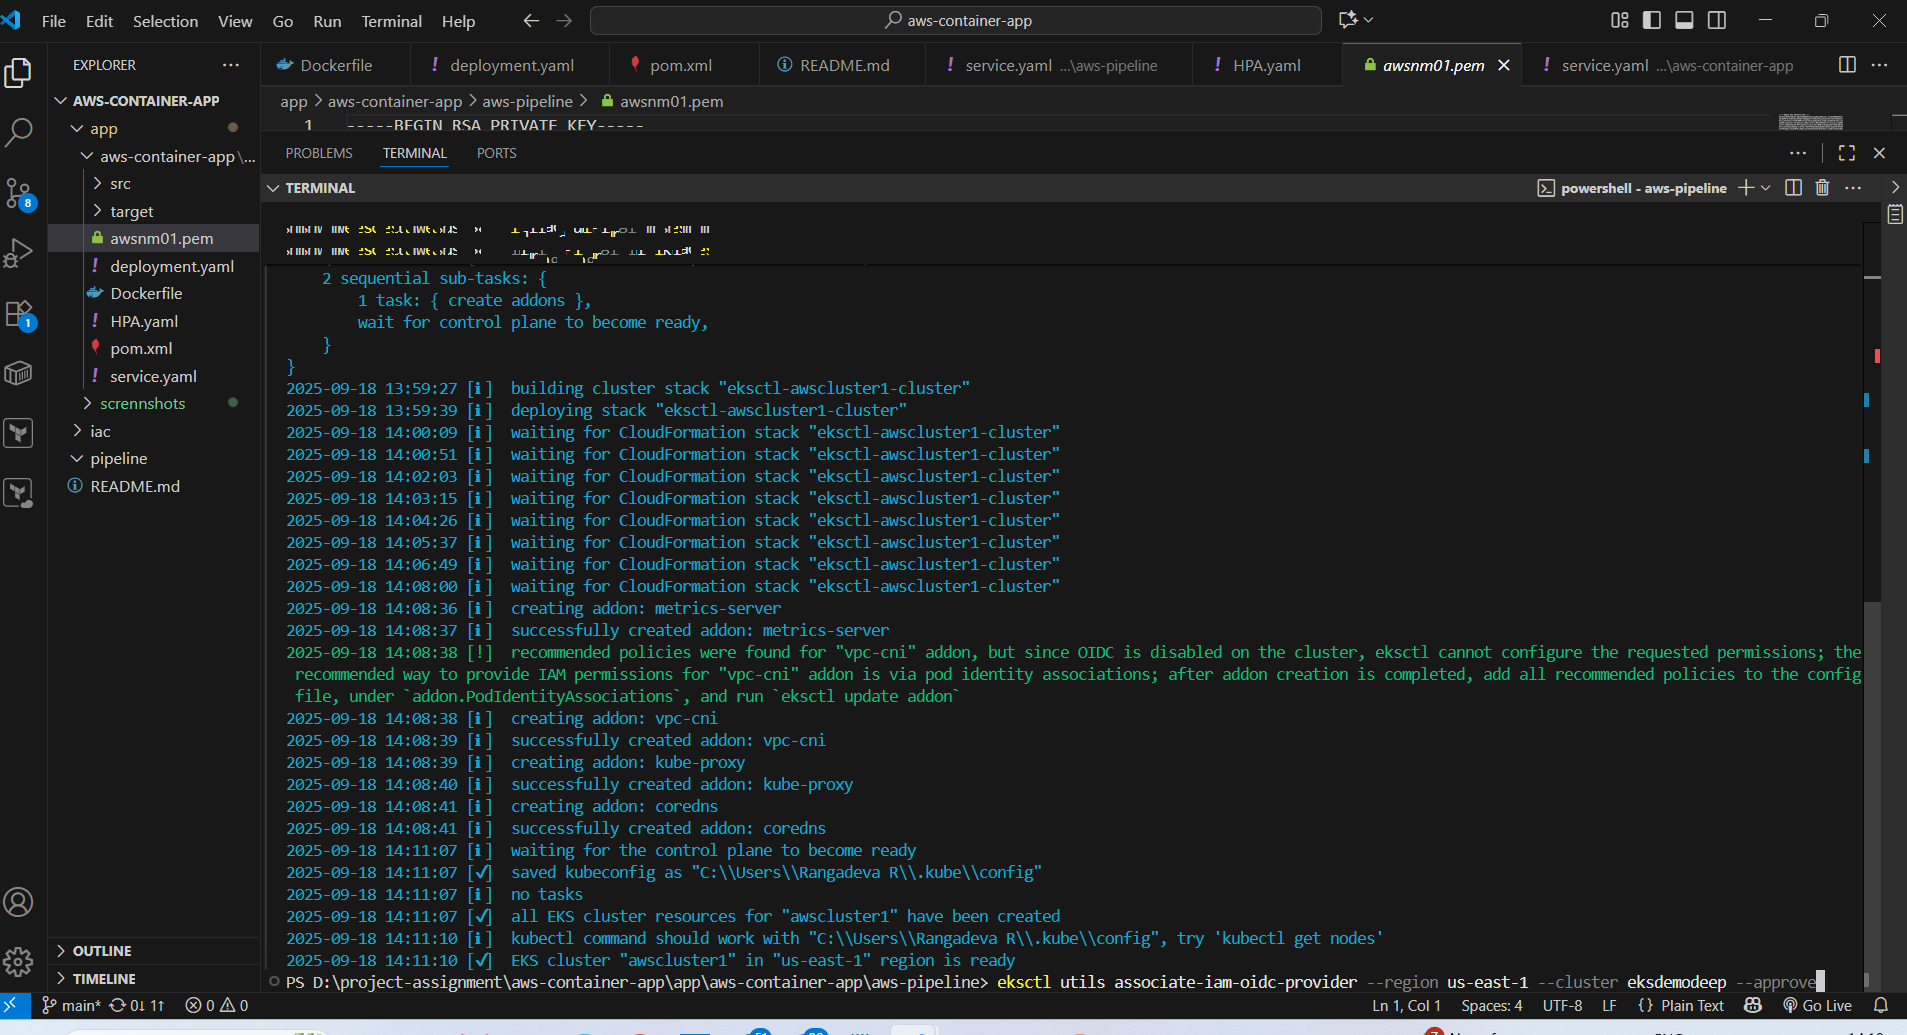 File Edit Selection View Go Run Terminal Help
aws-container-app
EXPLORER
AWS-CONTAINER-APP
app
aws-container-app\...
src
target
awsnm01.pem
deployment.yaml
Dockerfile
HPA.yaml
pom.xml
service.yaml
scrennshots
iac
pipeline
README.md
OUTLINE
TIMELINE
8
1
Dockerfile
! deployment.yaml
pom.xml
README.md
! service.yaml ...\aws-pipeline
! HPA.yaml
awsnm01.pem
! service.yaml ...\aws-container-app
app > aws-container-app > aws-pipeline > awsnm01.pem
1 -----BEGIN RSA PRIVATE KEY-----
PROBLEMS TERMINAL PORTS
TERMINAL
powershell - aws-pipeline
2 sequential sub-tasks: {
1 task: { create addons },
wait for control plane to become ready,
}
}
2025-09-18 13:59:27 [ℹ] building cluster stack "eksctl-awscluster1-cluster"
2025-09-18 13:59:39 [ℹ] deploying stack "eksctl-awscluster1-cluster"
2025-09-18 14:00:09 [ℹ] waiting for CloudFormation stack "eksctl-awscluster1-cluster"
2025-09-18 14:00:51 [ℹ] waiting for CloudFormation stack "eksctl-awscluster1-cluster"
2025-09-18 14:02:03 [ℹ] waiting for CloudFormation stack "eksctl-awscluster1-cluster"
2025-09-18 14:03:15 [ℹ] waiting for CloudFormation stack "eksctl-awscluster1-cluster"
2025-09-18 14:04:26 [ℹ] waiting for CloudFormation stack "eksctl-awscluster1-cluster"
2025-09-18 14:05:37 [ℹ] waiting for CloudFormation stack "eksctl-awscluster1-cluster"
2025-09-18 14:06:49 [ℹ] waiting for CloudFormation stack "eksctl-awscluster1-cluster"
2025-09-18 14:08:00 [ℹ] waiting for CloudFormation stack "eksctl-awscluster1-cluster"
2025-09-18 14:08:36 [ℹ] creating addon: metrics-server
2025-09-18 14:08:37 [ℹ] successfully created addon: metrics-server
2025-09-18 14:08:38 [!] recommended policies were found for "vpc-cni" addon, but since OIDC is disabled on the cluster, eksctl cannot configure the requested permissions; the
recommended way to provide IAM permissions for "vpc-cni" addon is via pod identity associations; after addon creation is completed, add all recommended policies to the config
file, under `addon.PodIdentityAssociations`, and run `eksctl update addon`
2025-09-18 14:08:38 [ℹ] creating addon: vpc-cni
2025-09-18 14:08:39 [ℹ] successfully created addon: vpc-cni
2025-09-18 14:08:39 [ℹ] creating addon: kube-proxy
2025-09-18 14:08:40 [ℹ] successfully created addon: kube-proxy
2025-09-18 14:08:41 [ℹ] creating addon: coredns
2025-09-18 14:08:41 [ℹ] successfully created addon: coredns
2025-09-18 14:11:07 [ℹ] waiting for the control plane to become ready
2025-09-18 14:11:07 [✔] saved kubeconfig as "C:\\Users\\Rangadeva R\\.kube\\config"
2025-09-18 14:11:07 [ℹ] no tasks
2025-09-18 14:11:07 [✔] all EKS cluster resources for "awscluster1" have been created
2025-09-18 14:11:10 [ℹ] kubectl command should work with "C:\\Users\\Rangadeva R\\.kube\\config", try 'kubectl get nodes'
2025-09-18 14:11:10 [✔] EKS cluster "awscluster1" in "us-east-1" region is ready
PS D:\project-assignment\aws-container-app\app\aws-container-app\aws-pipeline> eksctl utils associate-iam-oidc-provider --region us-east-1 --cluster eksdemodeep --approve
main* 0↓ 1↑ 0 0
Ln 1, Col 1 Spaces: 4 UTF-8 LF {} Plain Text Go Live